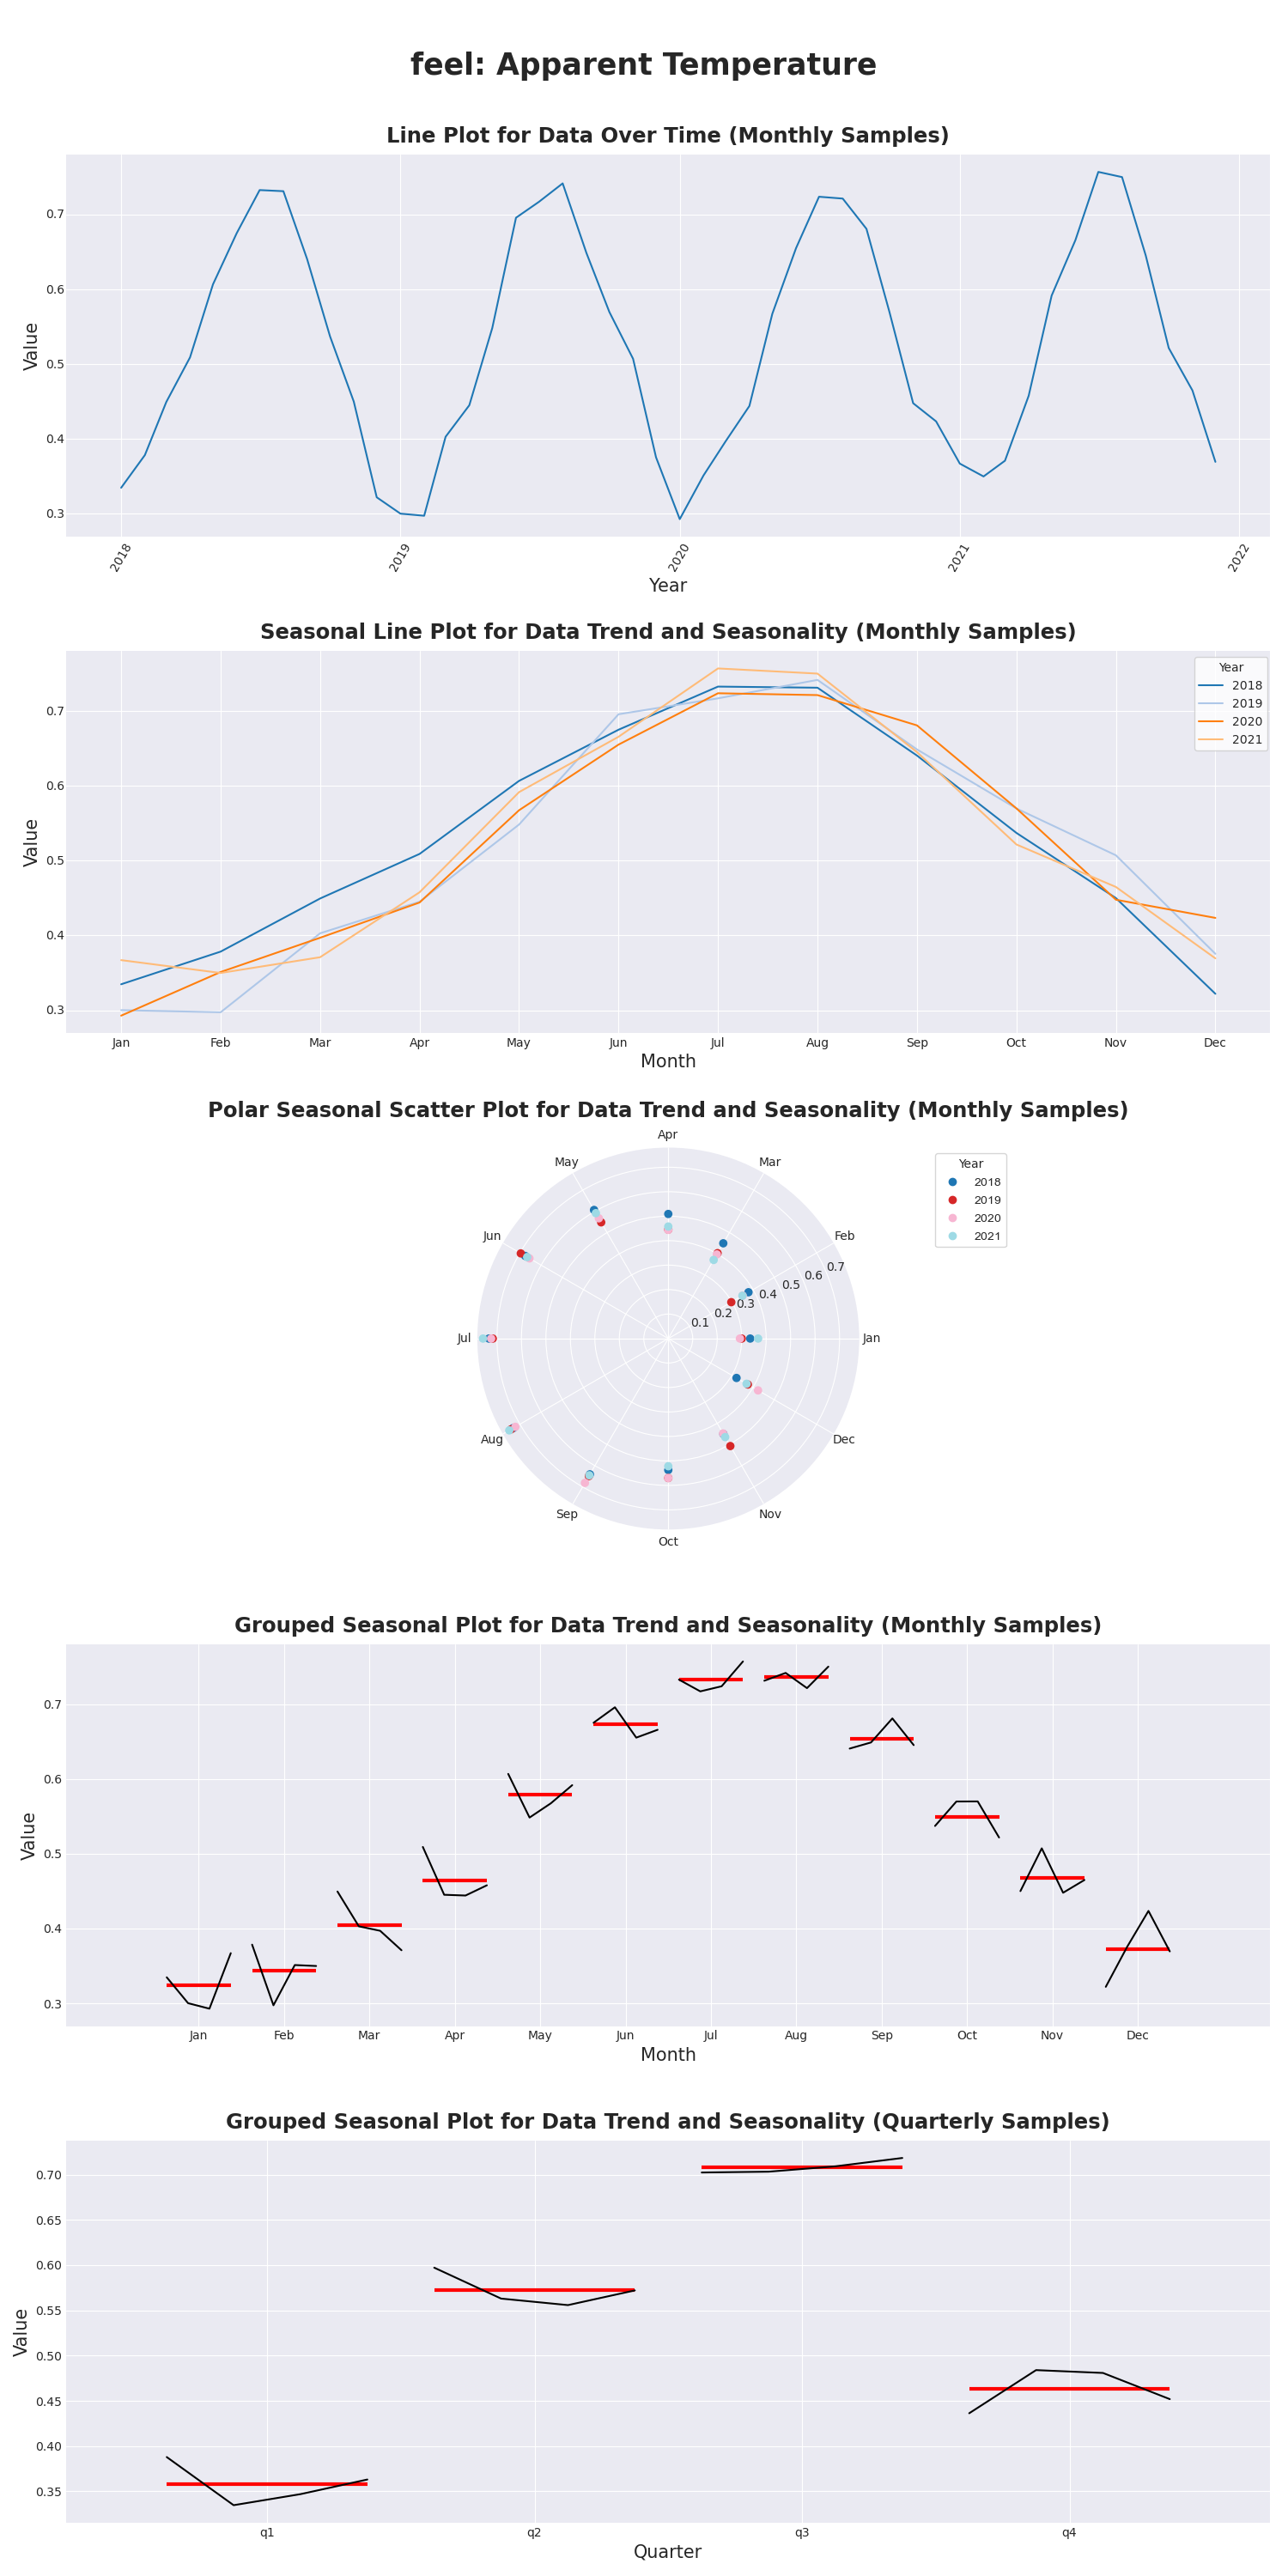 feel: Apparent Temperature
Line Plot for Data Over Time (Monthly Samples)
Value
0.7
0.6
0.5
0.4
0.3
2018
2019
2020
2021
2022
Year
Seasonal Line Plot for Data Trend and Seasonality (Monthly Samples)
Value
0.7
0.6
0.5
0.4
0.3
Year
2018
2019
2020
2021
Jan
Feb
Mar
Apr
May
Jun
Jul
Aug
Sep
Oct
Nov
Dec
Month
Polar Seasonal Scatter Plot for Data Trend and Seasonality (Monthly Samples)
Jan
Feb
Mar
Apr
May
Jun
Jul
Aug
Sep
Oct
Nov
Dec
0.1
0.2
0.3
0.4
0.5
0.6
0.7
Year
2018
2019
2020
2021
Grouped Seasonal Plot for Data Trend and Seasonality (Monthly Samples)
Value
0.7
0.6
0.5
0.4
0.3
Jan
Feb
Mar
Apr
May
Jun
Jul
Aug
Sep
Oct
Nov
Dec
Month
Grouped Seasonal Plot for Data Trend and Seasonality (Quarterly Samples)
Value
0.70
0.65
0.60
0.55
0.50
0.45
0.40
0.35
q1
q2
q3
q4
Quarter